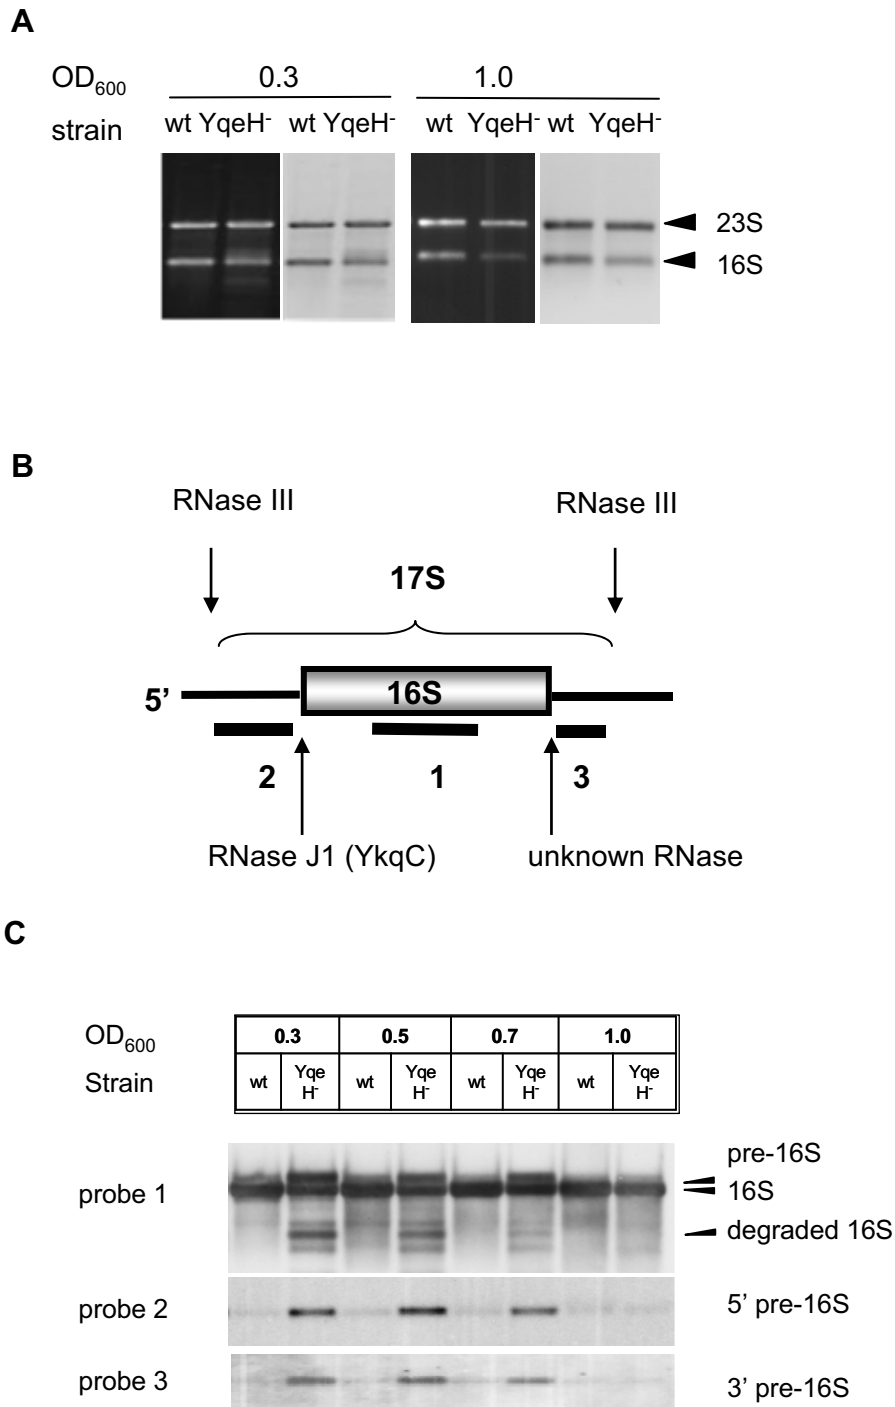 A
OD600 0.3 1.0
strain wt YqeH- wt YqeH- wt YqeH- wt YqeH-
23S
16S
B
RNase III RNase III
17S
5’ 16S
2 1 3
RNase J1 (YkqC) unknown RNase
C
OD600 0.3 0.5 0.7 1.0
Strain wt Yqe H- wt Yqe H- wt Yqe H- wt Yqe H-
pre-16S
probe 1 16S
degraded 16S
probe 2 5’ pre-16S
probe 3 3’ pre-16S